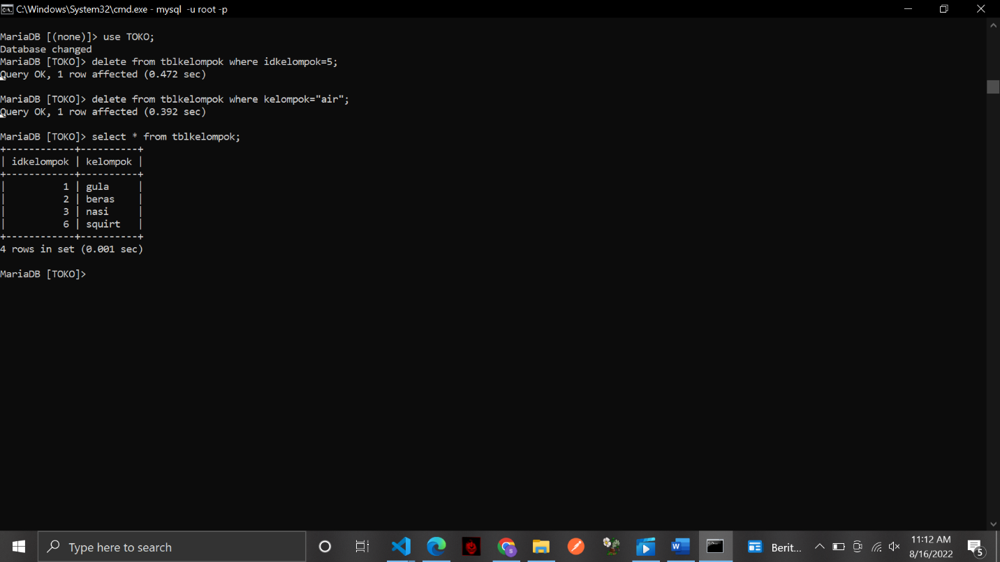 C:\Windows\System32\cmd.exe - mysql  -u root -p
MariaDB [(none)]> use TOKO;
Database changed
MariaDB [TOKO]> delete from tblkelompok where idkelompok=5;
Query OK, 1 row affected (0.472 sec)
MariaDB [TOKO]> delete from tblkelompok where kelompok="air";
Query OK, 1 row affected (0.392 sec)
MariaDB [TOKO]> select * from tblkelompok;
+------------+----------+
| idkelompok | kelompok |
+------------+----------+
|          1 | gula     |
|          2 | beras    |
|          3 | nasi     |
|          6 | squirt   |
+------------+----------+
4 rows in set (0.001 sec)
MariaDB [TOKO]>
Type here to search
Berit...
11:12 AM
8/16/2022
5